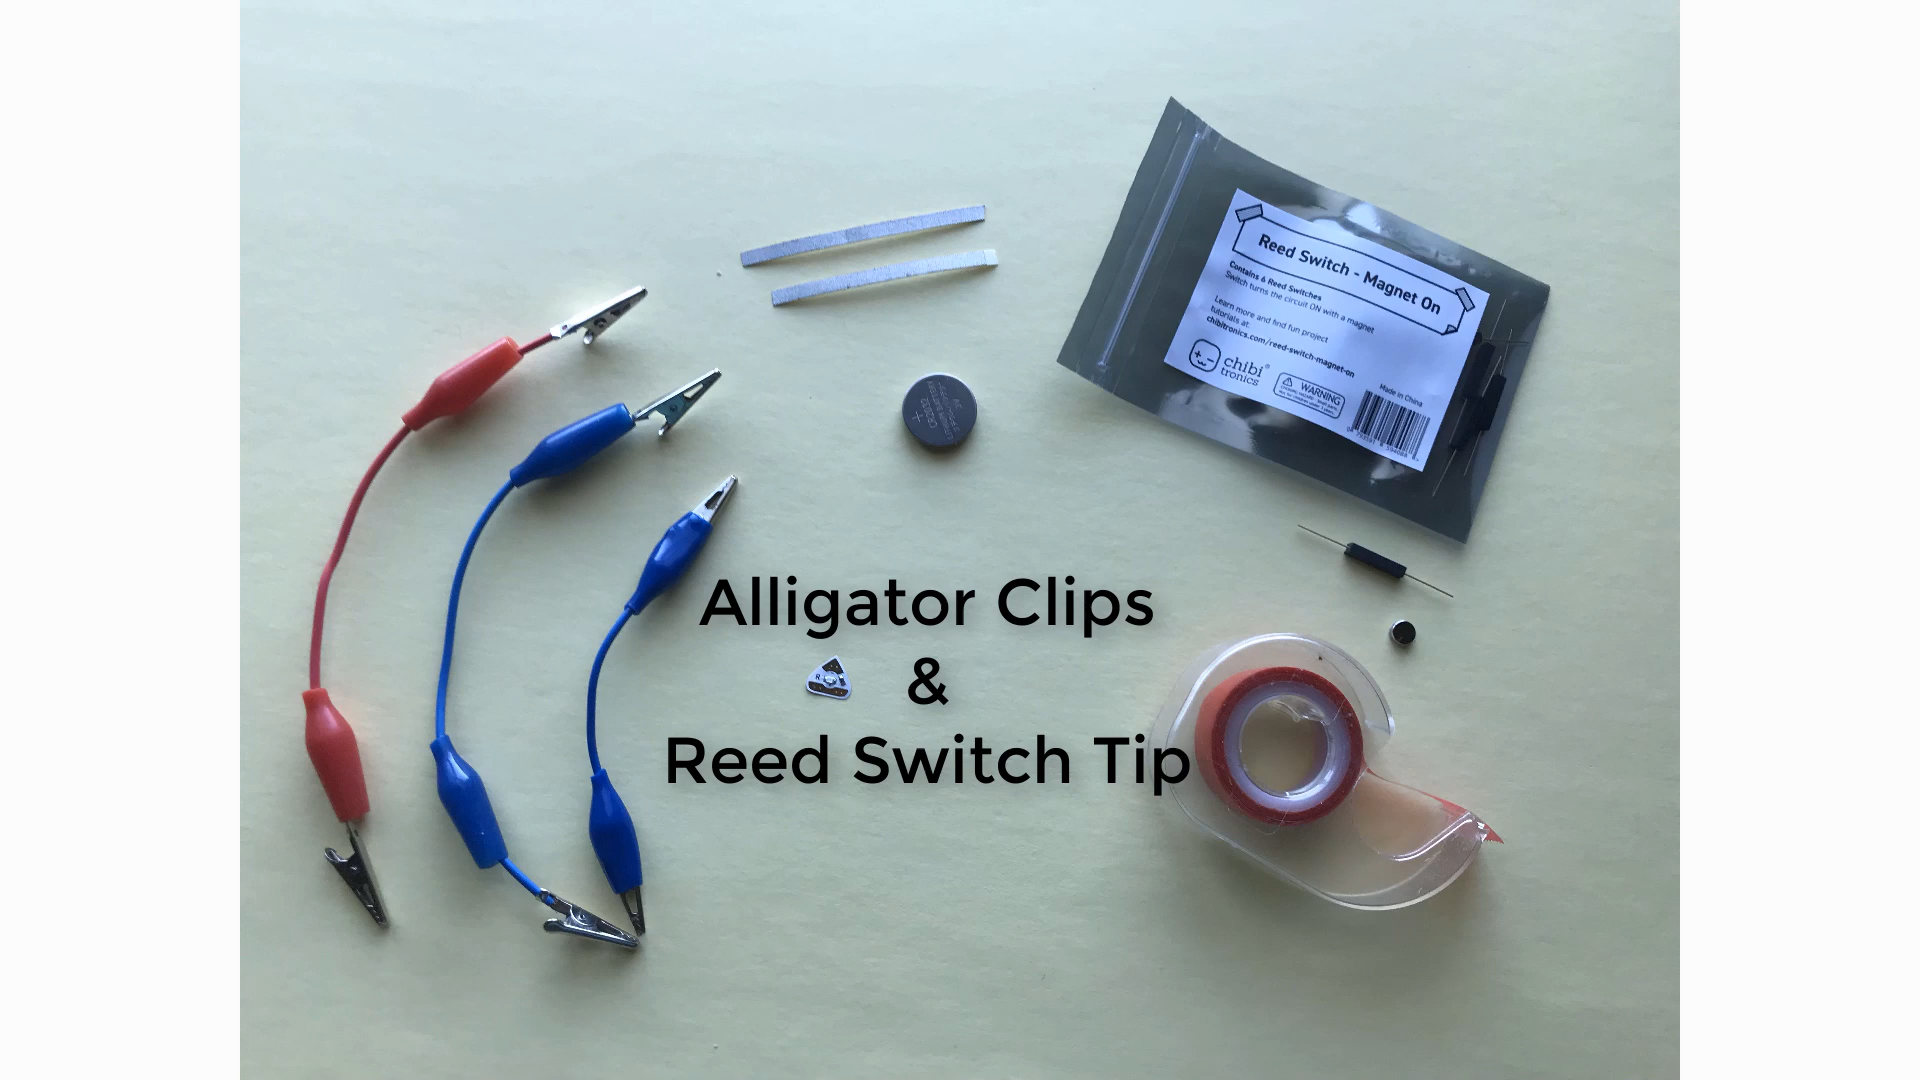 Reed Switch - Magnet On
Contains 6 Reed Switches
Switch turns the circuit ON with a magnet
Learn more and find fun project
tutorials at:
chibitronics.com/reed-switch-magnet-on
chibi
tronics®
WARNING
Made in China
CR2032
3V
Alligator Clips
R
&
Reed Switch Tip